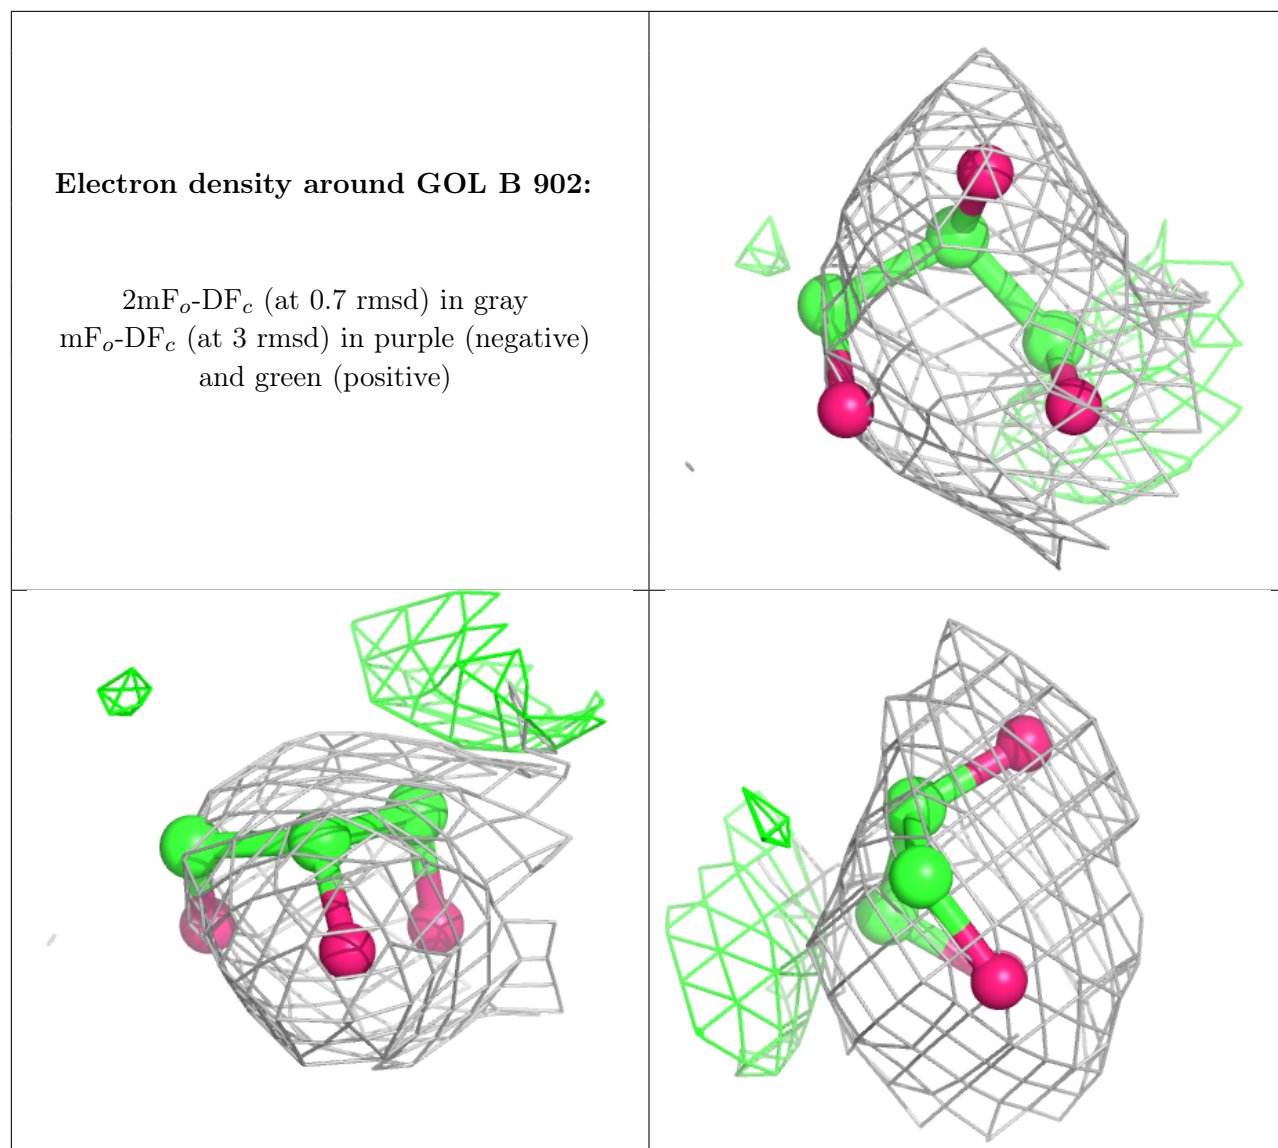 Electron density around GOL B 902:
2mFo-DFc (at 0.7 rmsd) in gray
mFo-DFc (at 3 rmsd) in purple (negative)
and green (positive)